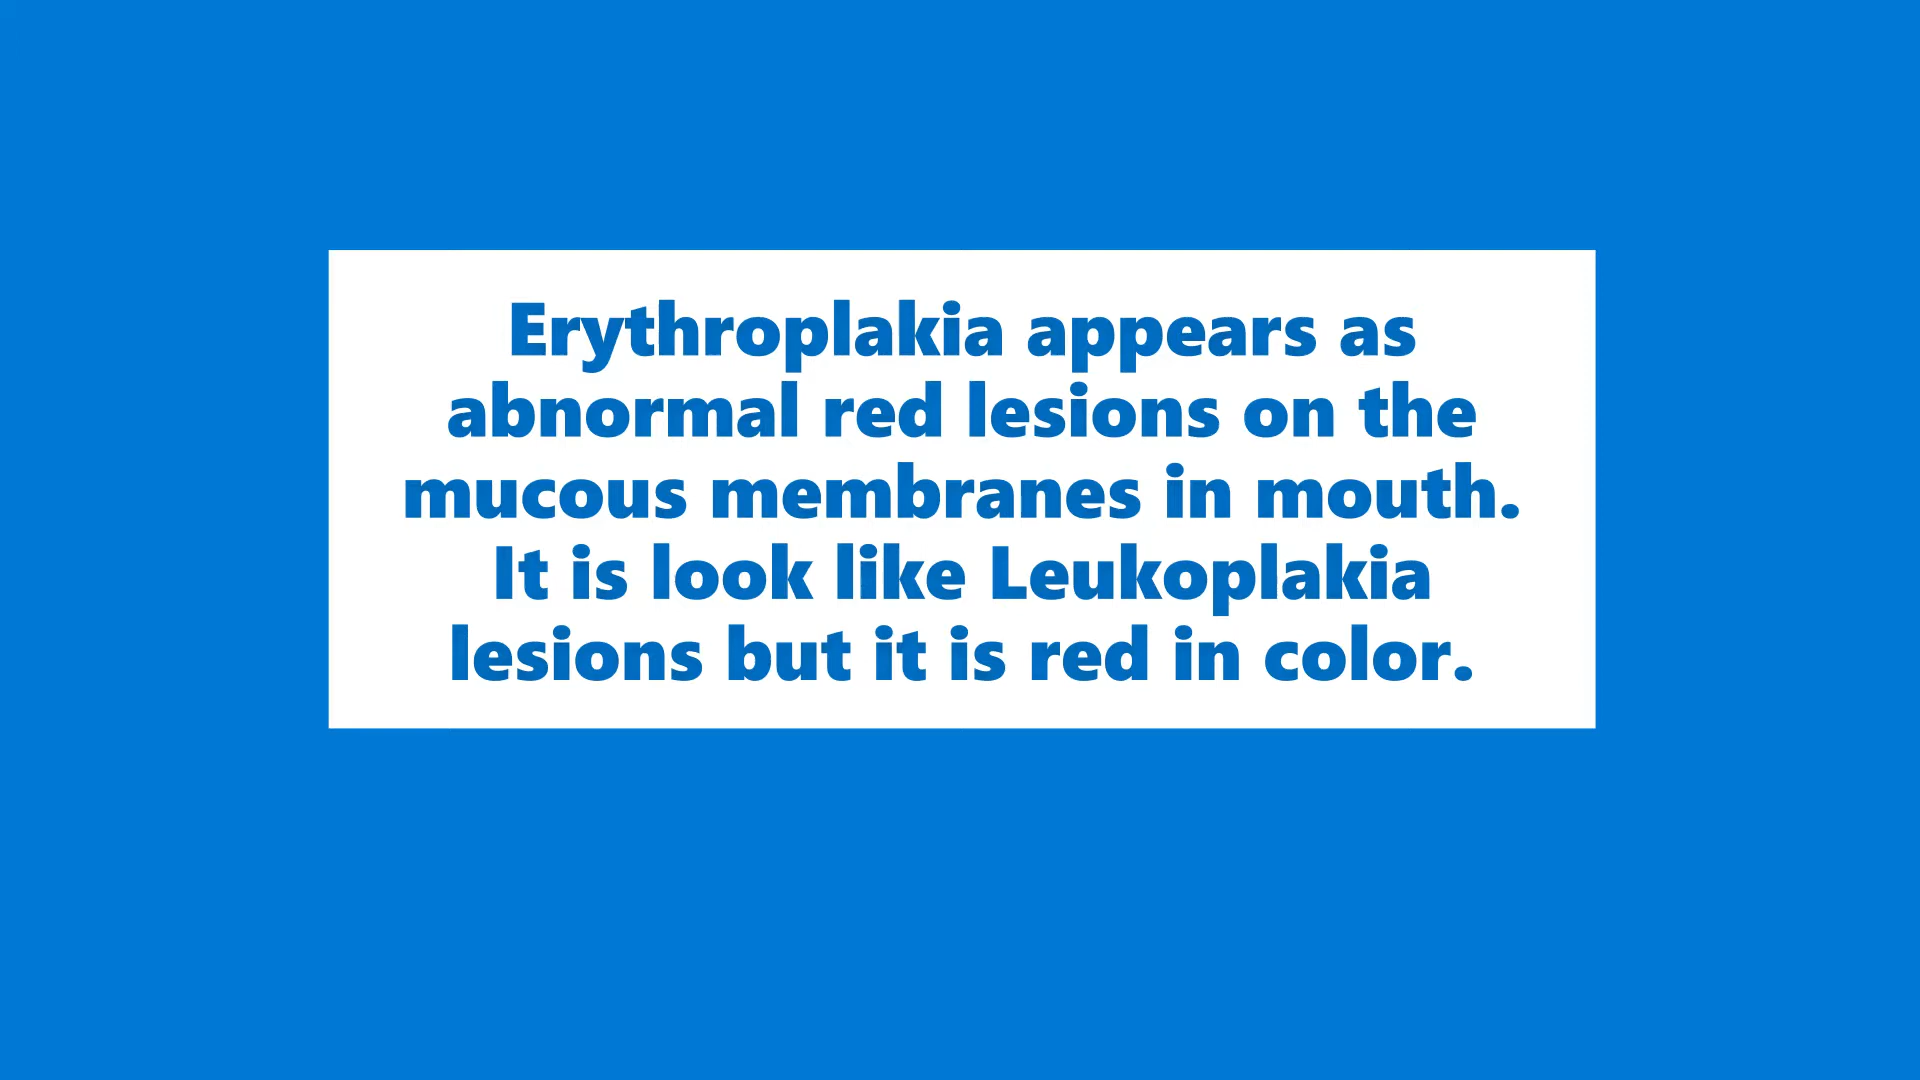 Erythroplakia appears as
abnormal red lesions on the
mucous membranes in mouth.
It is look like Leukoplakia
lesions but it is red in color.